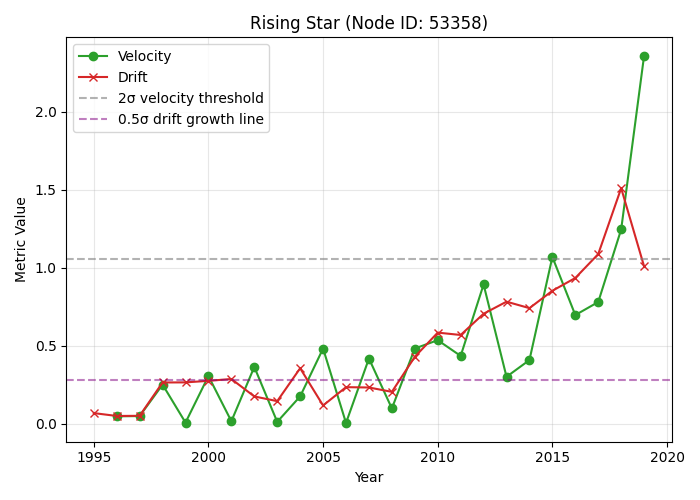 Rising Star (Node ID: 53358)
Velocity
Drift
2σ velocity threshold
0.5σ drift growth line
Metric Value
2.0
1.5
1.0
0.5
0.0
1995 2000 2005 2010 2015 2020
Year